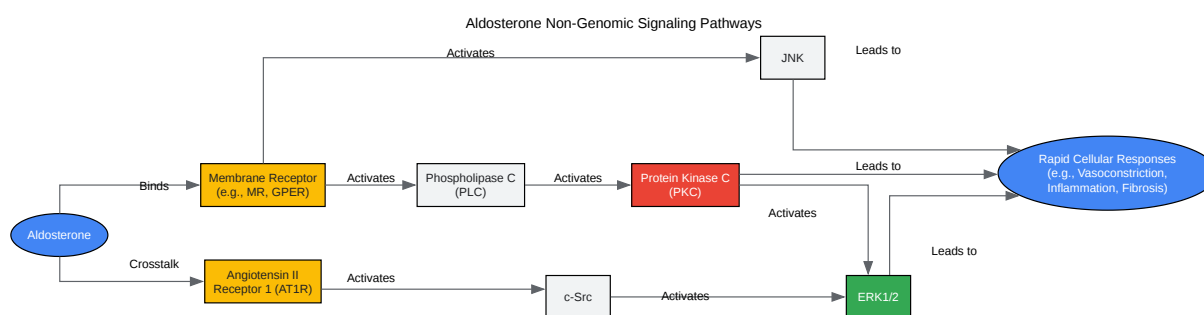 Aldosterone Non-Genomic Signaling Pathways
Activates
JNK
Leads to
Membrane Receptor
(e.g., MR, GPER)
Binds
Activates
Phospholipase C
(PLC)
Activates
Protein Kinase C
(PKC)
Leads to
Rapid Cellular Responses
(e.g., Vasoconstriction,
Inflammation, Fibrosis)
Activates
Aldosterone
Crosstalk
Angiotensin II
Receptor 1 (AT1R)
Activates
c-Src
Activates
ERK1/2
Leads to